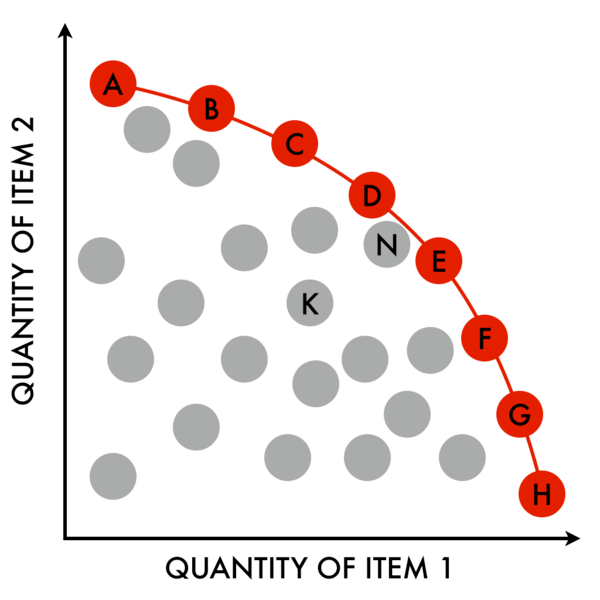 A
B
C
D
N
E
K
F
G
H
QUANTITY OF ITEM 2
QUANTITY OF ITEM 1